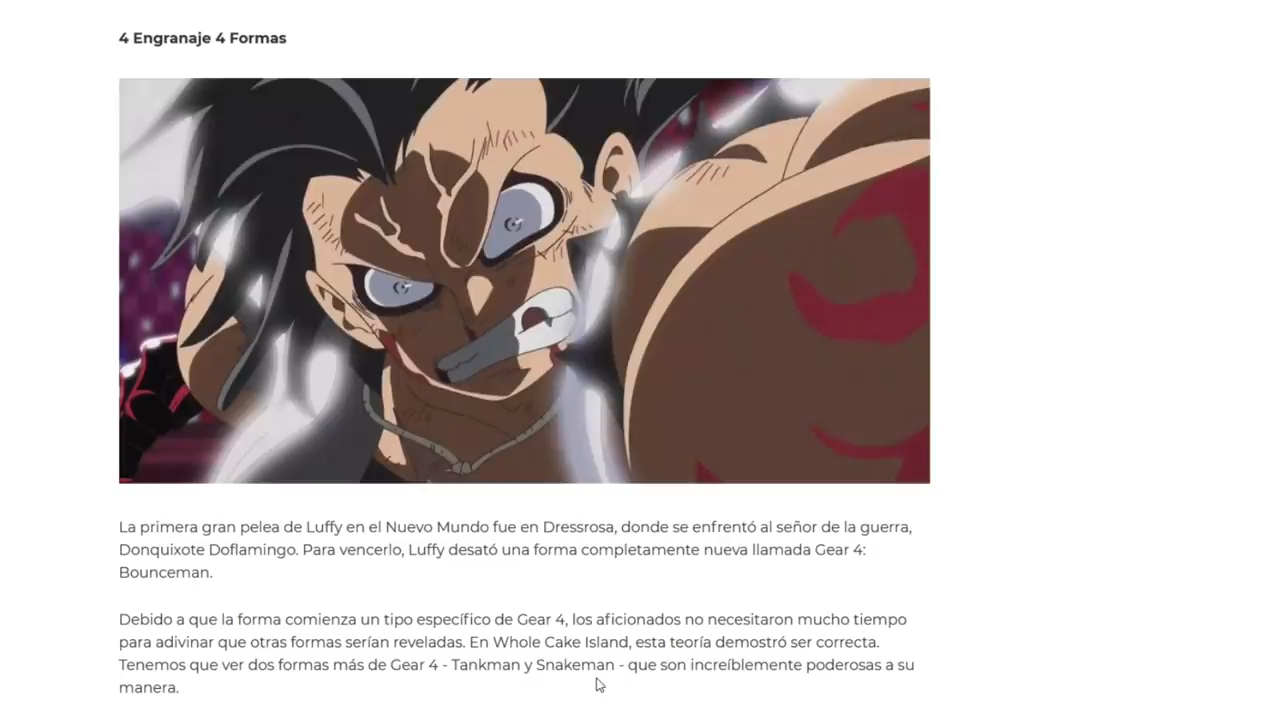 4 Engranaje 4 Formas
La primera gran pelea de Luffy en el Nuevo Mundo fue en Dressrosa, donde se enfrentó al señor de la guerra,
Donquixote Doflamingo. Para vencerlo, Luffy desató una forma completamente nueva llamada Gear 4:
Bounceman.
Debido a que la forma comienza un tipo específico de Gear 4, los aficionados no necesitaron mucho tiempo
para adivinar que otras formas serían reveladas. En Whole Cake Island, esta teoría demostró ser correcta.
Tenemos que ver dos formas más de Gear 4 - Tankman y Snakeman - que son increíblemente poderosas a su
manera.